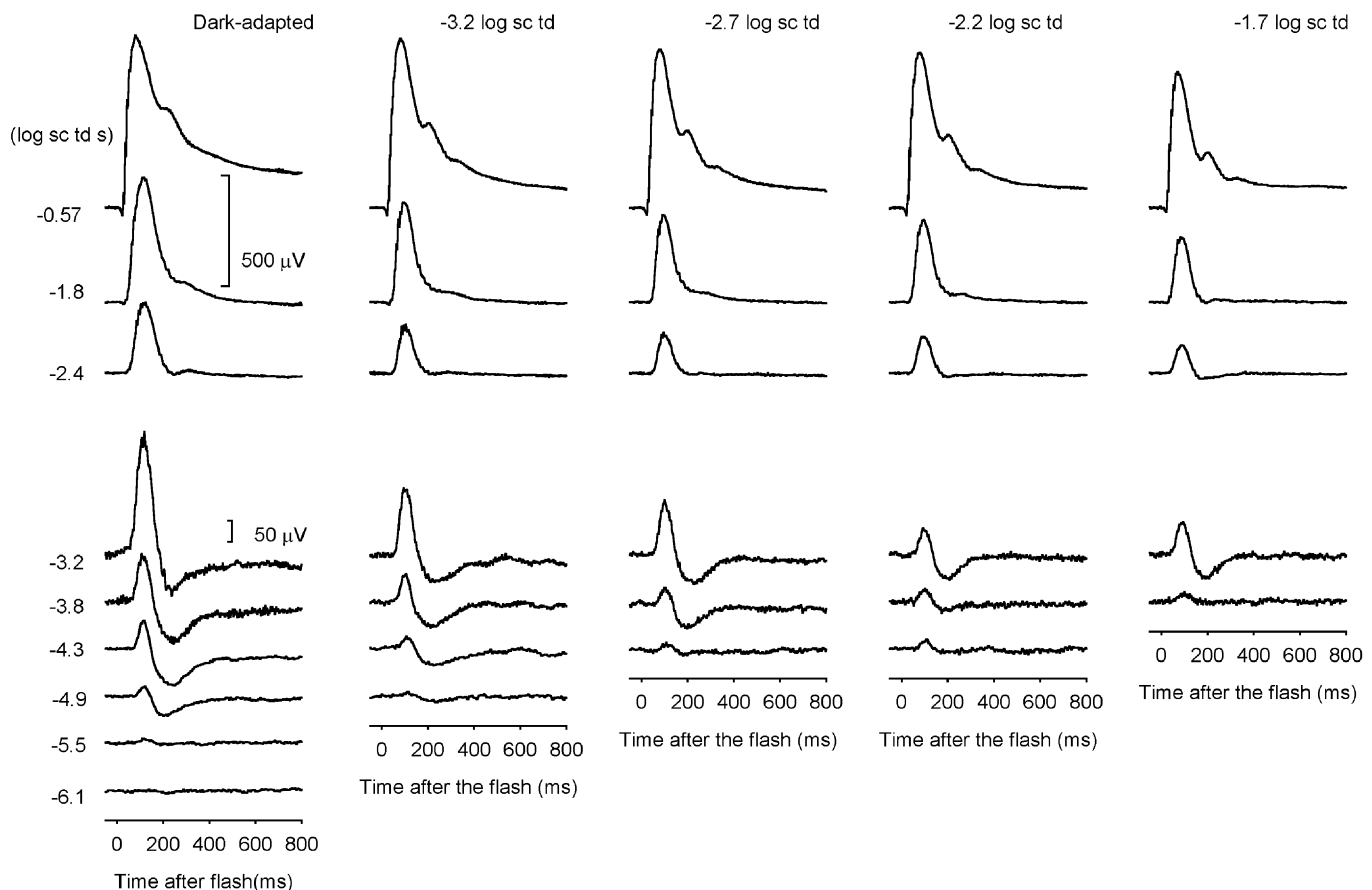 Dark-adapted
-3.2 log sc td
-2.7 log sc td
-2.2 log sc td
-1.7 log sc td
(log sc td s)
-0.57
500 μV
-1.8
-2.4
50 μV
-3.2
-3.8
-4.3
-4.9
-5.5
-6.1
0 200 400 600 800
Time after flash(ms)
0 200 400 600 800
Time after the flash (ms)
0 200 400 600 800
Time after the flash (ms)
0 200 400 600 800
Time after the flash (ms)
0 200 400 600 800
Time after the flash (ms)